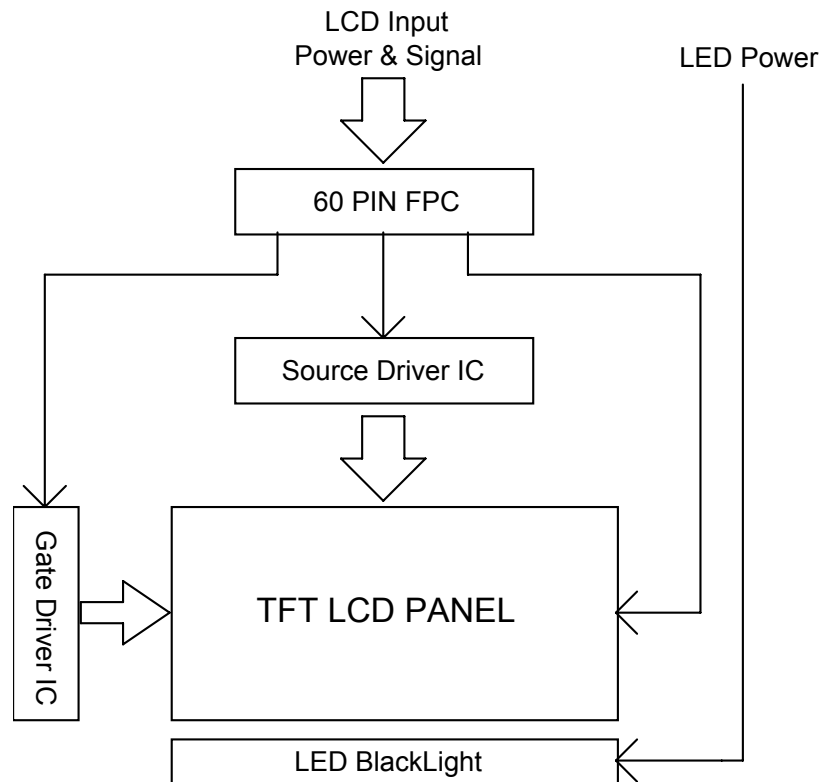 LCD Input
Power & Signal
LED Power
60 PIN FPC
Source Driver IC
Gate Driver IC
TFT LCD PANEL
LED BlackLight